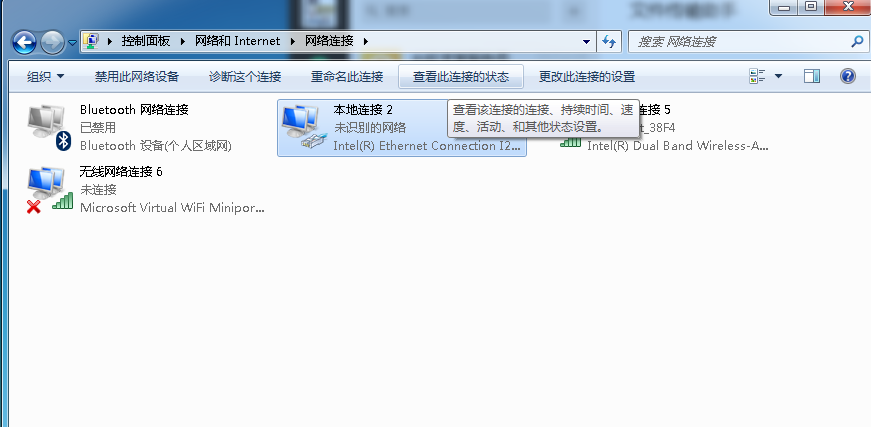 控制面板 网络和 Internet 网络连接
搜索 网络连接
组织 禁用此网络设备 诊断这个连接 重命名此连接 查看此连接的状态 更改此连接的设置
Bluetooth 网络连接
已禁用
Bluetooth 设备(个人区域网)
本地连接 2
未识别的网络
Intel(R) Ethernet Connection I2...
查看该连接的连接、持续时间、速
度、活动、和其他状态设置。
连接 5
t_38F4
Intel(R) Dual Band Wireless-A...
无线网络连接 6
未连接
Microsoft Virtual WiFi Minipor...